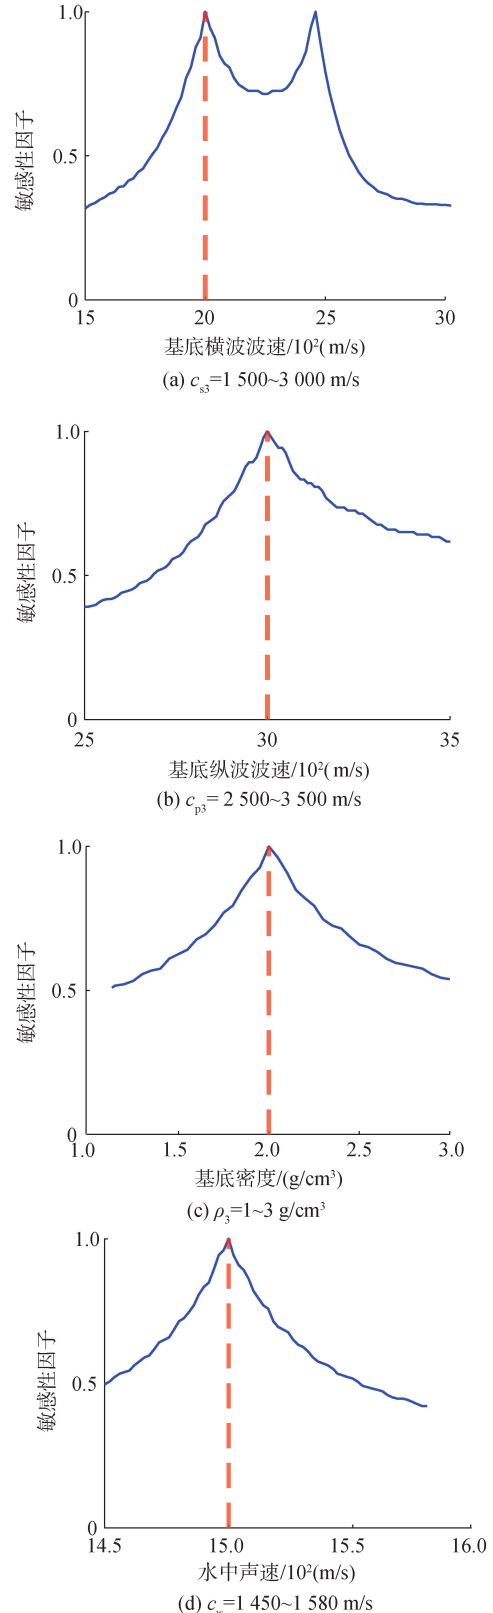 1.0
0.5
0
敏感性因子
15 20 25 30
基底横波波速/10²( m/s)
(a) cₛ₃=1 500~3 000 m/s
1.0
0.5
0
敏感性因子
25 30 35
基底纵波波速/10²( m/s)
(b) cₚ₃= 2 500~3 500 m/s
1.0
0.5
0
敏感性因子
1.0 1.5 2.0 2.5 3.0
基底密度/(g/cm³)
(c) ρ₃=1~3 g/cm³
1.0
0.5
0
敏感性因子
14.5 15.0 15.5 16.0
水中声速/10²(m/s)
(d) =1 450~1 580 m/s